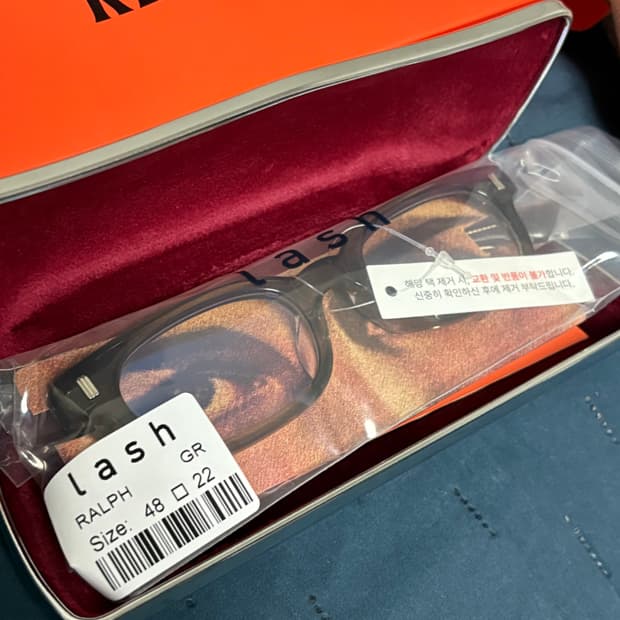 lash
해당 택 제거 시, 교환 및 반품이 불가합니다.
신중히 확인하신 후에 제거 부탁드립니다.
lash
RALPH GR
Size: 48 □ 22